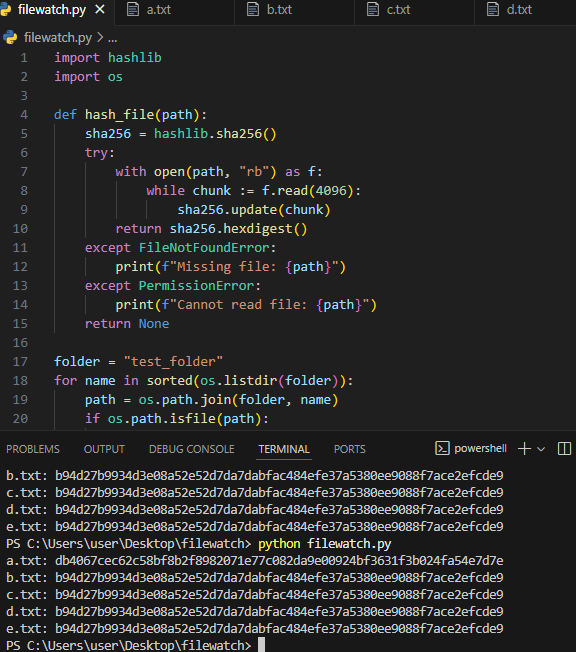 filewatch.py × a.txt b.txt c.txt d.txt
filewatch.py > ...
1 import hashlib
2 import os
3
4 def hash_file(path):
5     sha256 = hashlib.sha256()
6     try:
7         with open(path, "rb") as f:
8             while chunk := f.read(4096):
9                 sha256.update(chunk)
10         return sha256.hexdigest()
11     except FileNotFoundError:
12         print(f"Missing file: {path}")
13     except PermissionError:
14         print(f"Cannot read file: {path}")
15     return None
16
17 folder = "test_folder"
18 for name in sorted(os.listdir(folder)):
19     path = os.path.join(folder, name)
20     if os.path.isfile(path):
PROBLEMS OUTPUT DEBUG CONSOLE TERMINAL PORTS powershell
b.txt: b94d27b9934d3e08a52e52d7da7dabfac484efe37a5380ee9088f7ace2efcde9
c.txt: b94d27b9934d3e08a52e52d7da7dabfac484efe37a5380ee9088f7ace2efcde9
d.txt: b94d27b9934d3e08a52e52d7da7dabfac484efe37a5380ee9088f7ace2efcde9
e.txt: b94d27b9934d3e08a52e52d7da7dabfac484efe37a5380ee9088f7ace2efcde9
PS C:\Users\user\Desktop\filewatch> python filewatch.py
a.txt: db4067cec62c58bf8b2f8982071e77c082da9e00924bf3631f3b024fa54e7d7e
b.txt: b94d27b9934d3e08a52e52d7da7dabfac484efe37a5380ee9088f7ace2efcde9
c.txt: b94d27b9934d3e08a52e52d7da7dabfac484efe37a5380ee9088f7ace2efcde9
d.txt: b94d27b9934d3e08a52e52d7da7dabfac484efe37a5380ee9088f7ace2efcde9
e.txt: b94d27b9934d3e08a52e52d7da7dabfac484efe37a5380ee9088f7ace2efcde9
PS C:\Users\user\Desktop\filewatch>